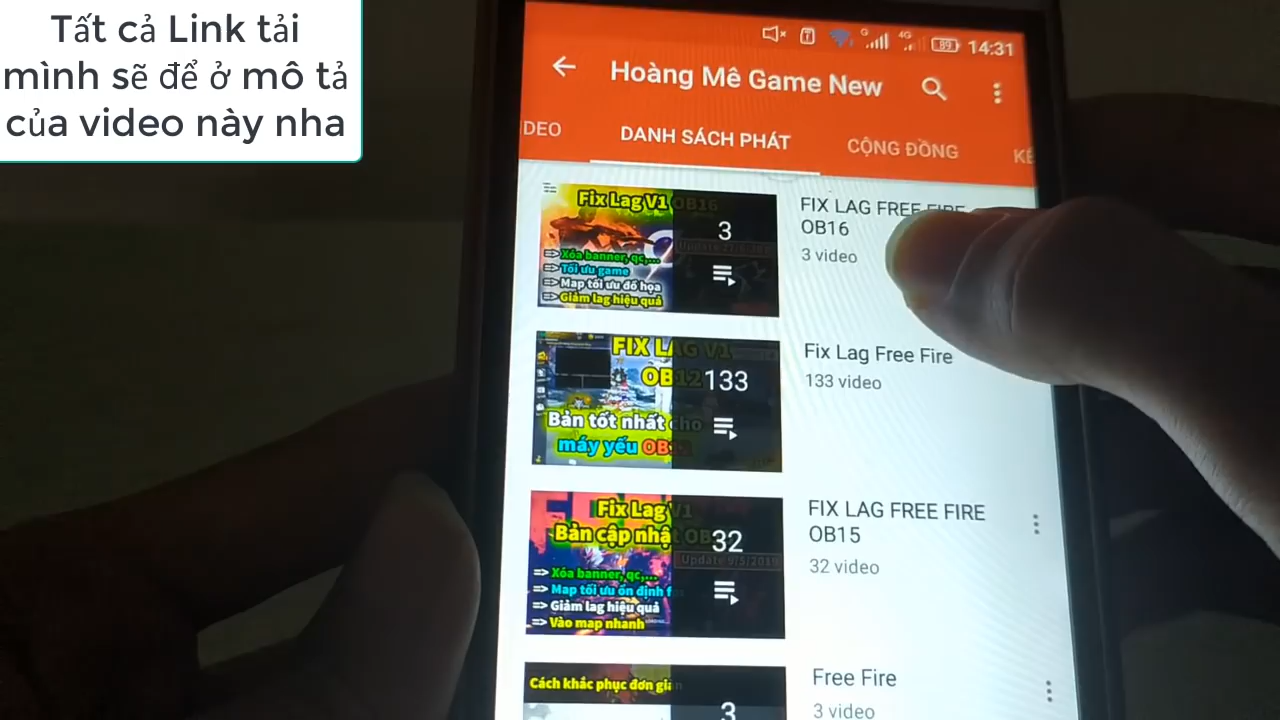 Tất cả Link tải
mình sẽ để ở mô tả
của video này nha
G
4G
89
14:31
Hoàng Mê Game New
DEO
DANH SÁCH PHÁT
CỘNG ĐỒNG
Fix Lag V1 OB16
=> Xóa banner, qc,...
=> Tối ưu game
=> Map tối ưu đồ họa
=> Giảm lag hiệu quả
3
FIX LAG FREE FIRE
OB16
3 video
FIX LAG V1
OB12
Bản tốt nhất cho
máy yếu
133
Fix Lag Free Fire
133 video
Fix Lag V1
Bản cập nhậ
Update 9/5/2019
=> Xóa banner, qc,...
=> Map tối ưu ổn định f
=> Giảm lag hiệu quả
=> Vào map nhanh
32
FIX LAG FREE FIRE
OB15
32 video
Cách khắc phục đơn giản
3
Free Fire
3 video